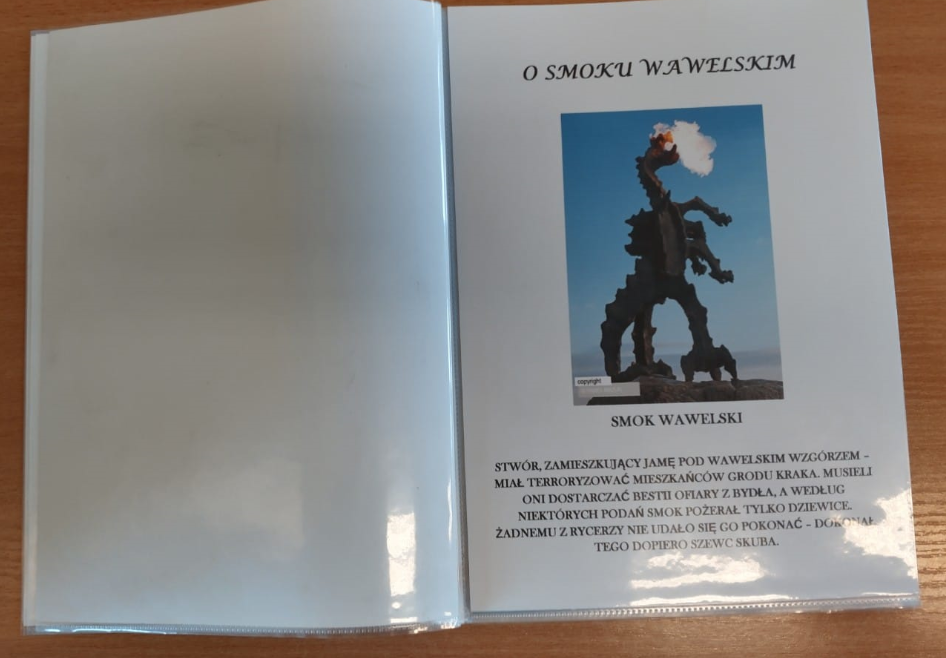 O SMOKU WAWELSKIM
copyright
SMOK WAWELSKI
STWÓR, ZAMIESZKUJĄCY JAMĘ POD WAWELSKIM WZGÓRZEM –
MIAŁ TERRORYZOWAĆ MIESZKAŃCÓW GRODU KRAKA. MUSIELI
ONI DOSTARCZAĆ BESTII OFIARY Z BYDŁA, A WEDŁUG
NIEKTÓRYCH PODAŃ SMOK POŻERAŁ TYLKO DZIEWICE.
ŻADNEMU Z RYCERZY NIE UDAŁO SIĘ GO POKONAĆ – DOKONAŁ
TEGO DOPIERO SZEWC SKUBA.